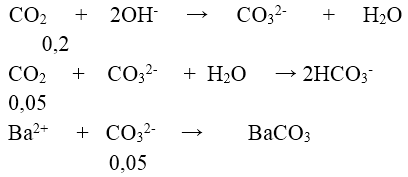 CO₂ + 2OH⁻ → CO₃²⁻ + H₂O
0,2
CO₂ + CO₃²⁻ + H₂O → 2HCO₃⁻
0,05
Ba²⁺ + CO₃²⁻ → BaCO₃
0,05